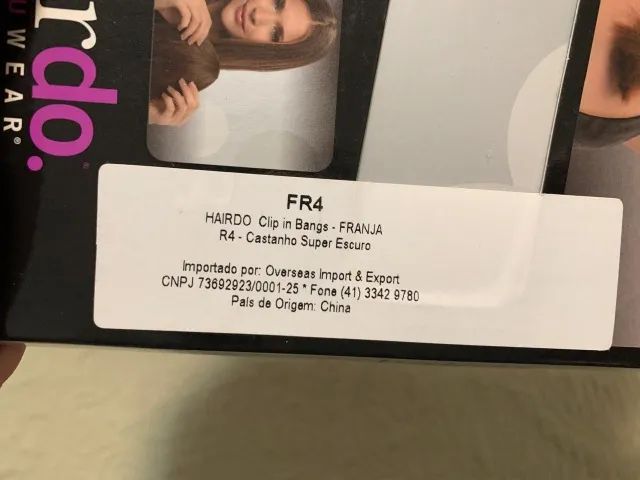 rdo.®
U WEAR®
FR4
HAIRDO Clip in Bangs - FRANJA
R4 - Castanho Super Escuro
Importado por: Overseas Import & Export
CNPJ 73692923/0001-25 * Fone (41) 3342 9780
País de Origem: China